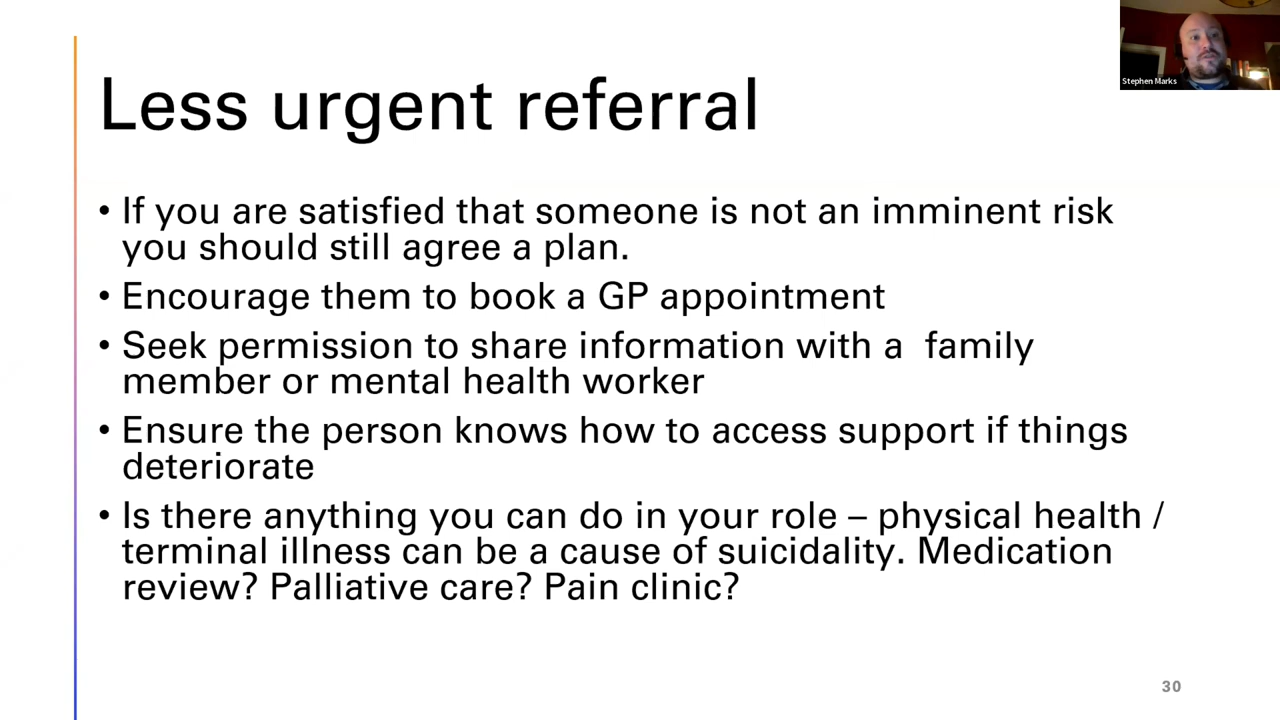 Stephen Marks
Less urgent referral
• If you are satisfied that someone is not an imminent risk
you should still agree a plan.
• Encourage them to book a GP appointment
• Seek permission to share information with a  family
member or mental health worker
• Ensure the person knows how to access support if things
deteriorate
• Is there anything you can do in your role – physical health /
terminal illness can be a cause of suicidality. Medication
review? Palliative care? Pain clinic?
30